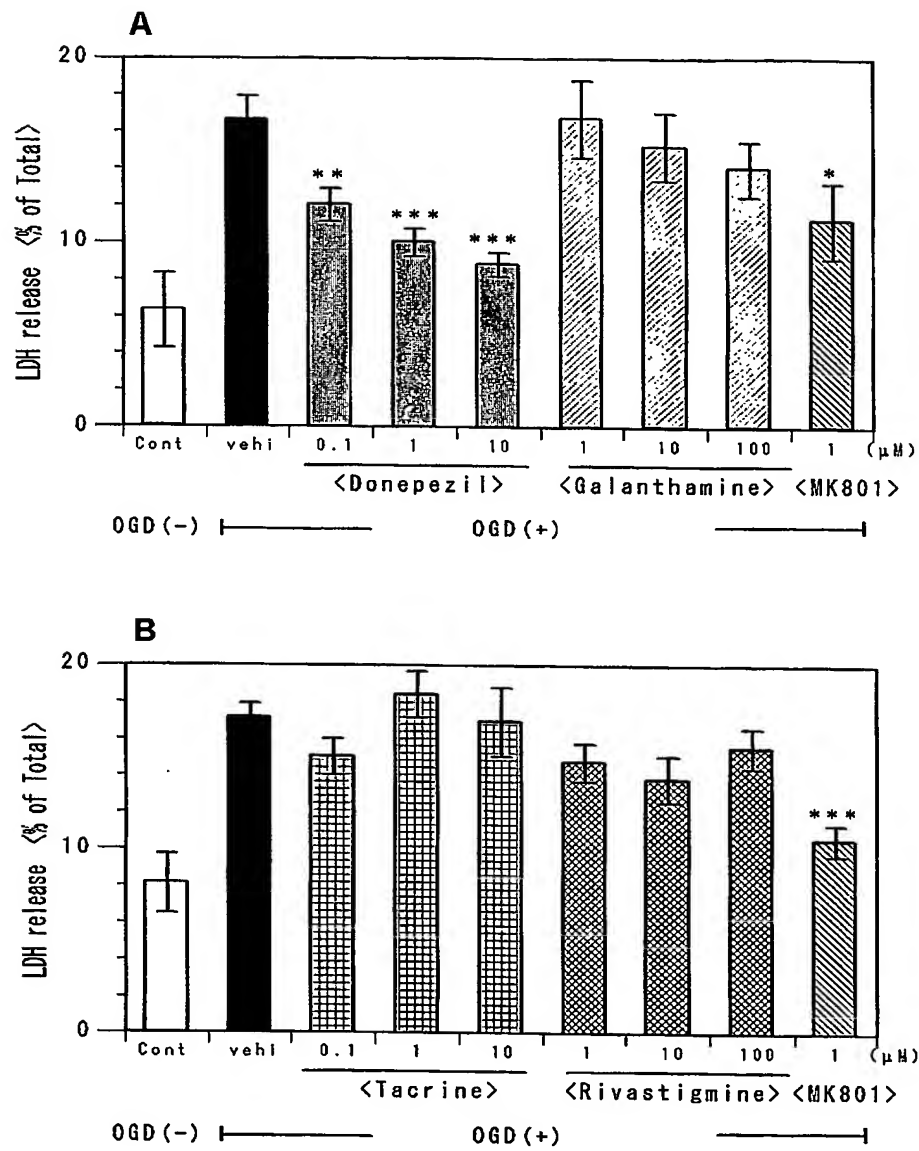 A
20
LDH release <% of Total>
**
***
***
*
10
0
Cont vehi 0.1 1 10 1 10 100 1 (μM)
<Donepezil> <Galanthamine> <MK801>
OGD(-) OGD(+)
B
20
LDH release <% of Total>
***
10
0
Cont vehi 0.1 1 10 1 10 100 1 (μM)
<Tacrine> <Rivastigmine> <MK801>
OGD(-) OGD(+)